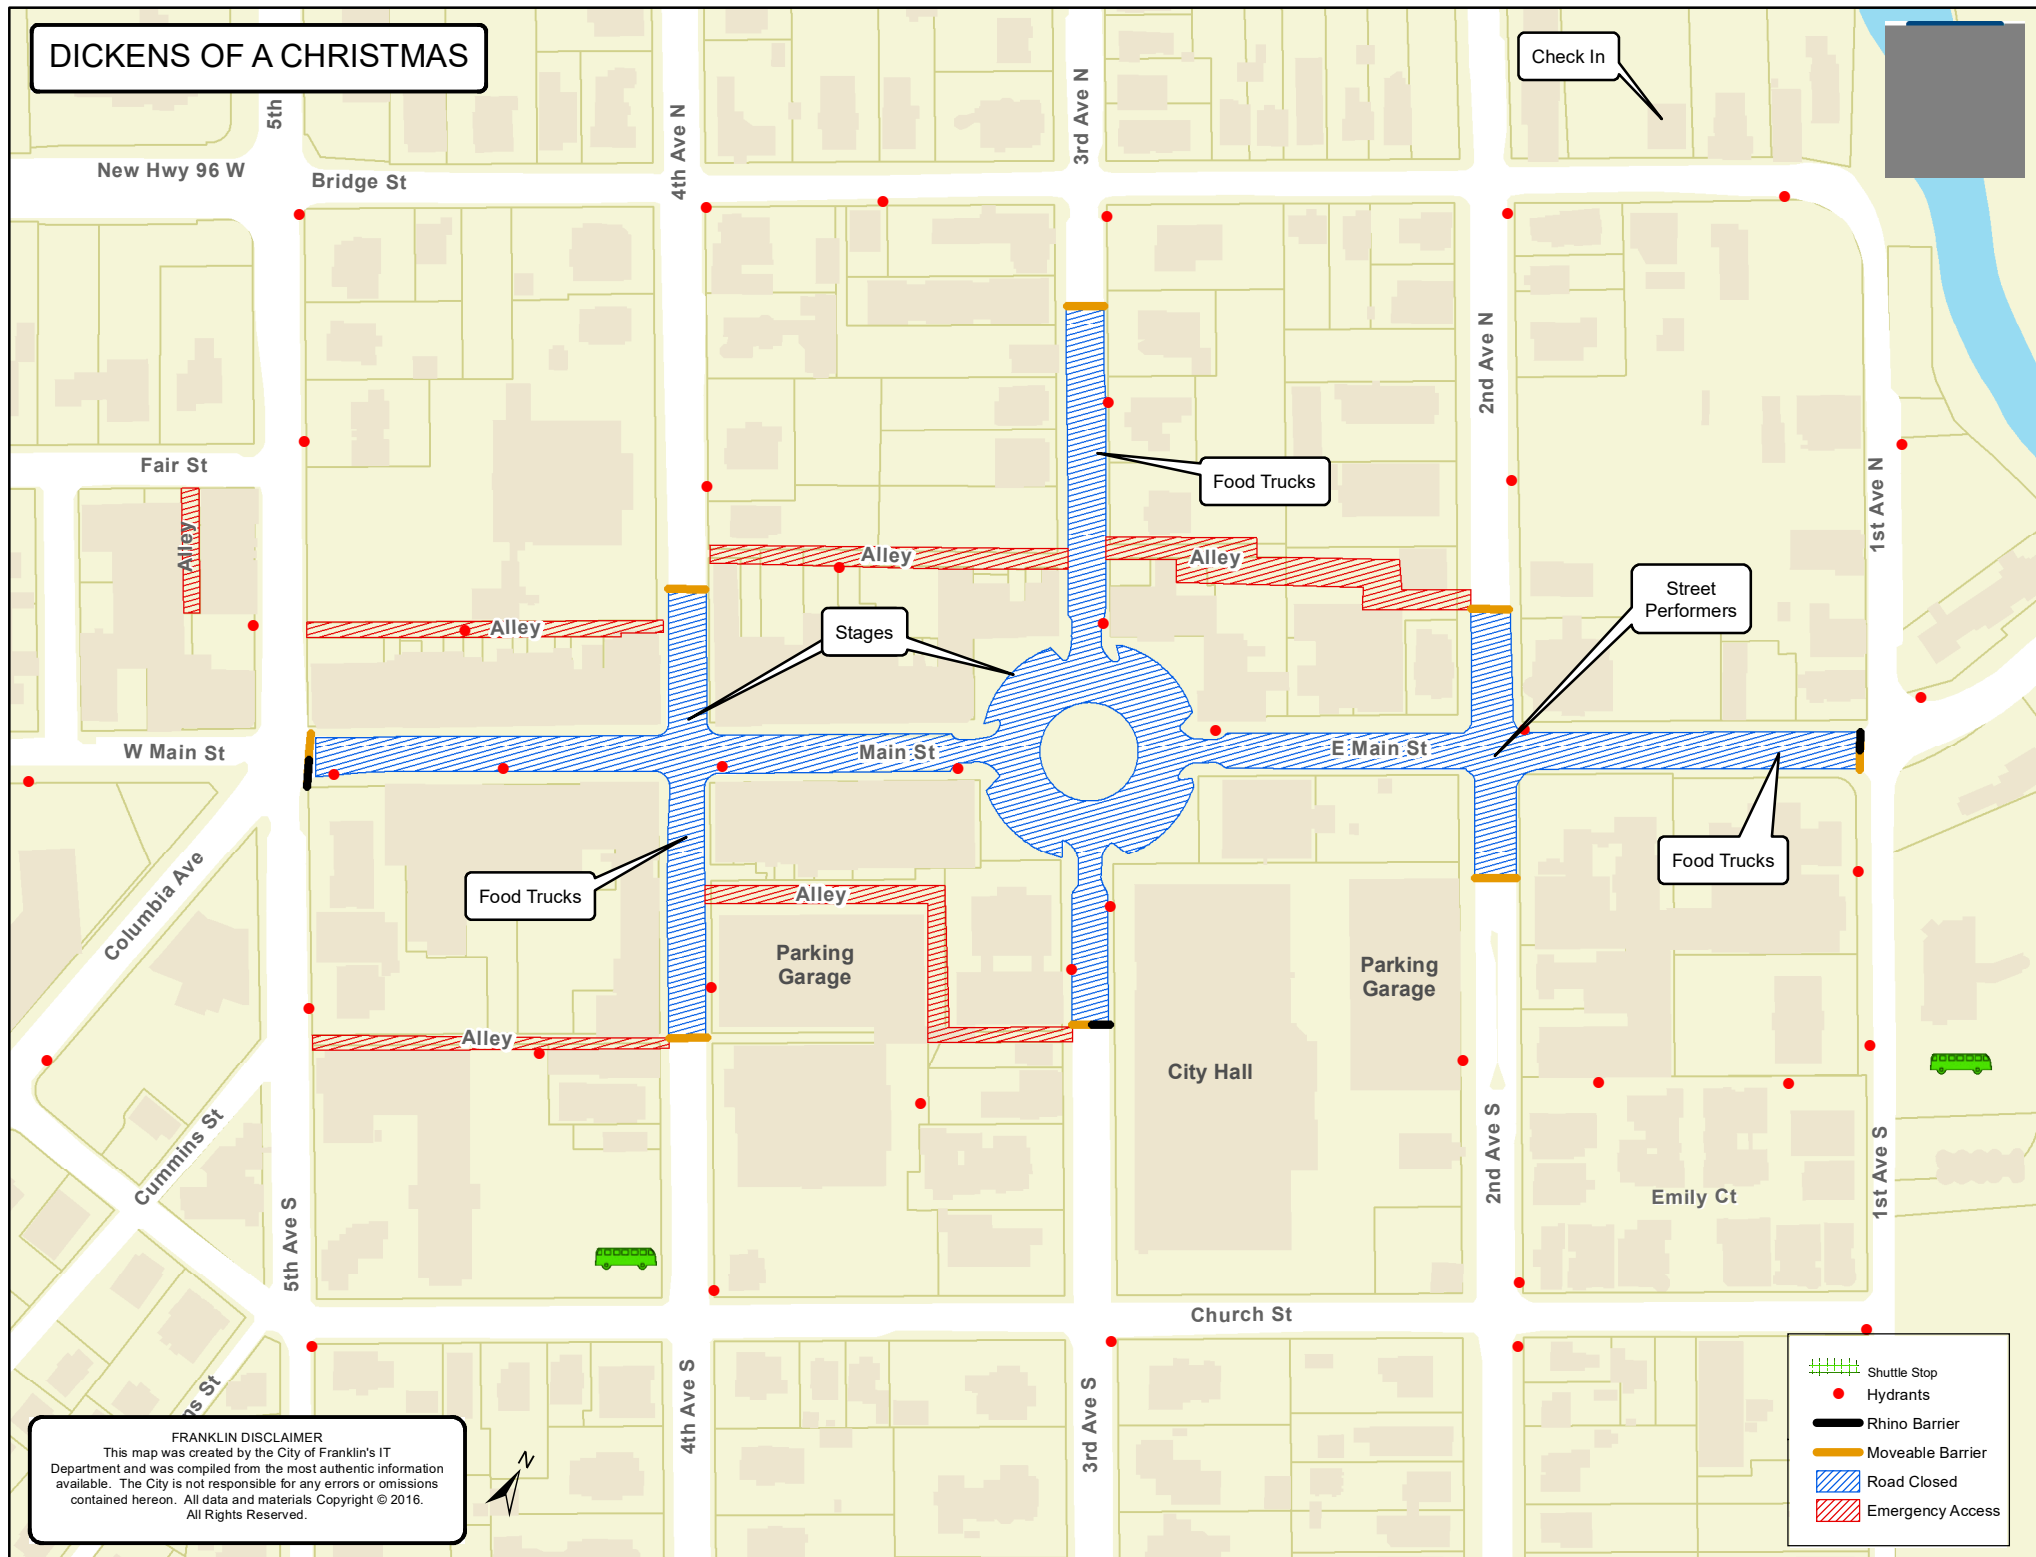 DICKENS OF A CHRISTMAS
Check In
5th
4th Ave N
3rd Ave N
New Hwy 96 W
Bridge St
2nd Ave N
Fair St
Food Trucks
1st Ave N
Alley
Alley
Alley
Alley
Street
Performers
Stages
W Main St
Main St
E Main St
Columbia Ave
Food Trucks
Food Trucks
Alley
Parking
Garage
Parking
Garage
Alley
City Hall
Cummins St
2nd Ave S
1st Ave S
Emily Ct
5th Ave S
Church St
4th Ave S
3rd Ave S
ns St
N
FRANKLIN DISCLAIMER
This map was created by the City of Franklin's IT
Department and was compiled from the most authentic information
available. The City is not responsible for any errors or omissions
contained hereon. All data and materials Copyright © 2016.
All Rights Reserved.
Shuttle Stop
Hydrants
Rhino Barrier
Moveable Barrier
Road Closed
Emergency Access